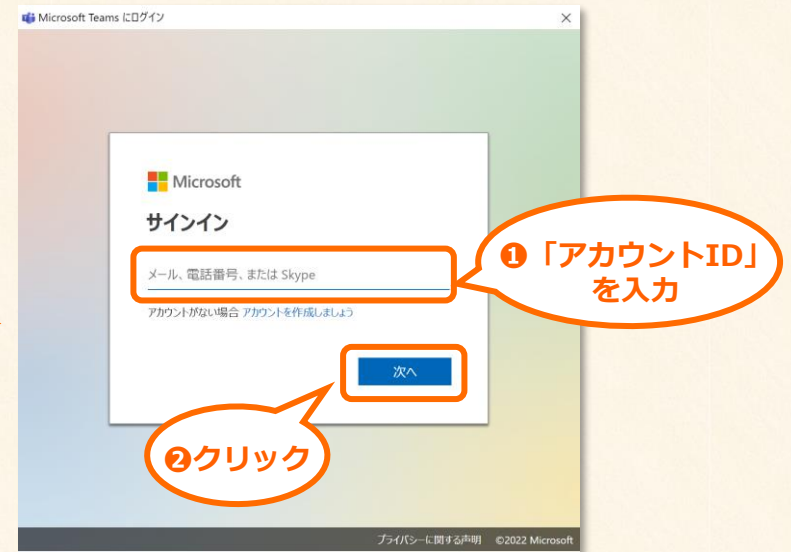 Microsoft Teams にログイン
Microsoft
サインイン
メール、電話番号、または Skype
❶「アカウントID」
を入力
アカウントがない場合 アカウントを作成しましょう
次へ
❷クリック
プライバシーに関する声明 ©2022 Microsoft